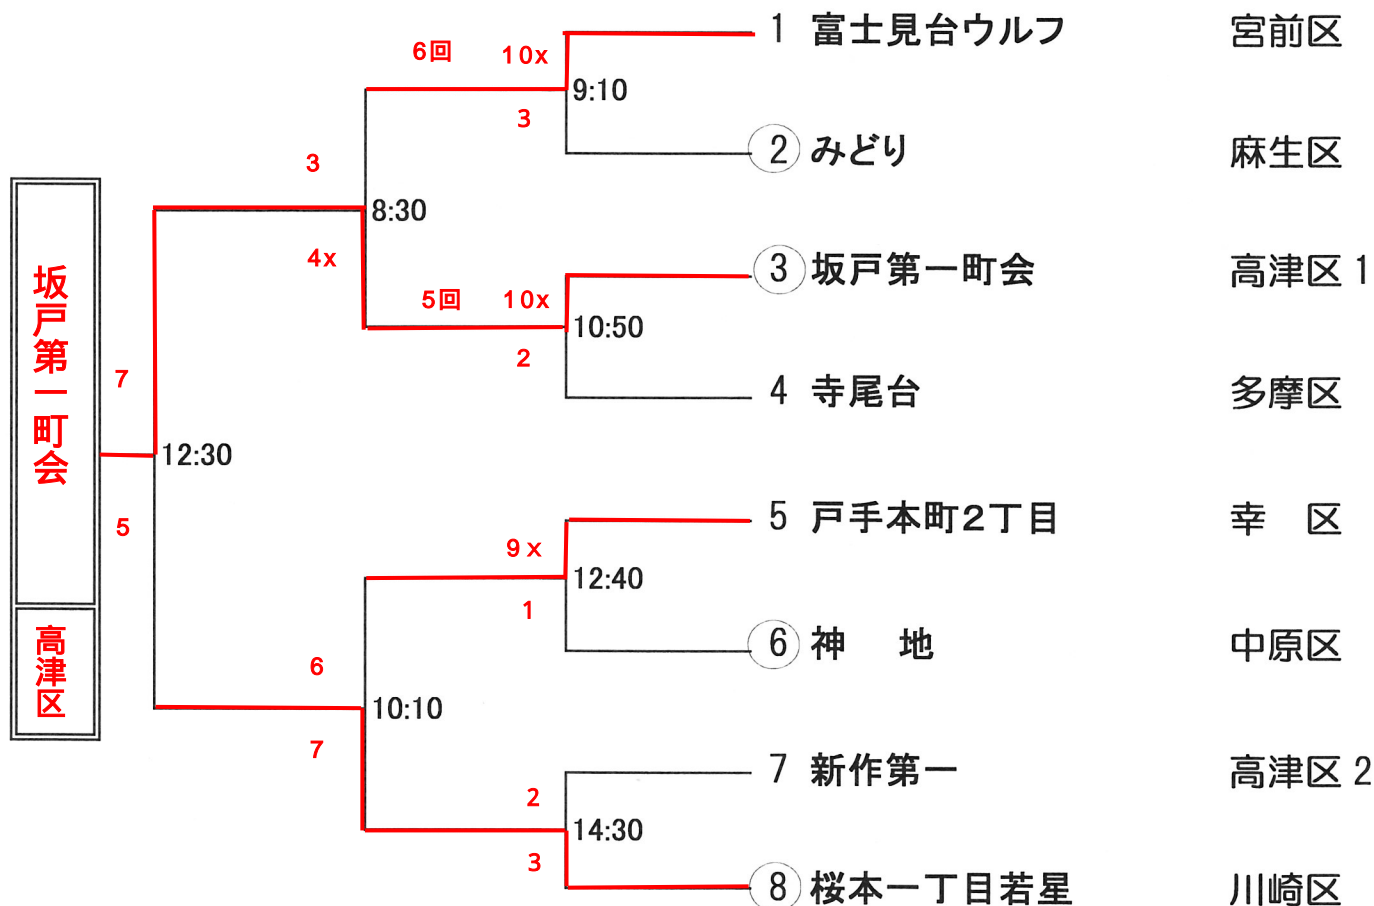 1 富士見台ウルフ 宮前区
6回 10x
9:10
3
② みどり 麻生区
3
8:30
4x
③ 坂戸第一町会 高津区1
5回 10x
10:50
2
4 寺尾台 多摩区
坂戸第一町会
高津区
7
12:30
5
5 戸手本町2丁目 幸 区
9x
12:40
1
⑥ 神 地 中原区
6
10:10
7
7 新作第一 高津区2
2
14:30
3
⑧ 桜本一丁目若星 川崎区